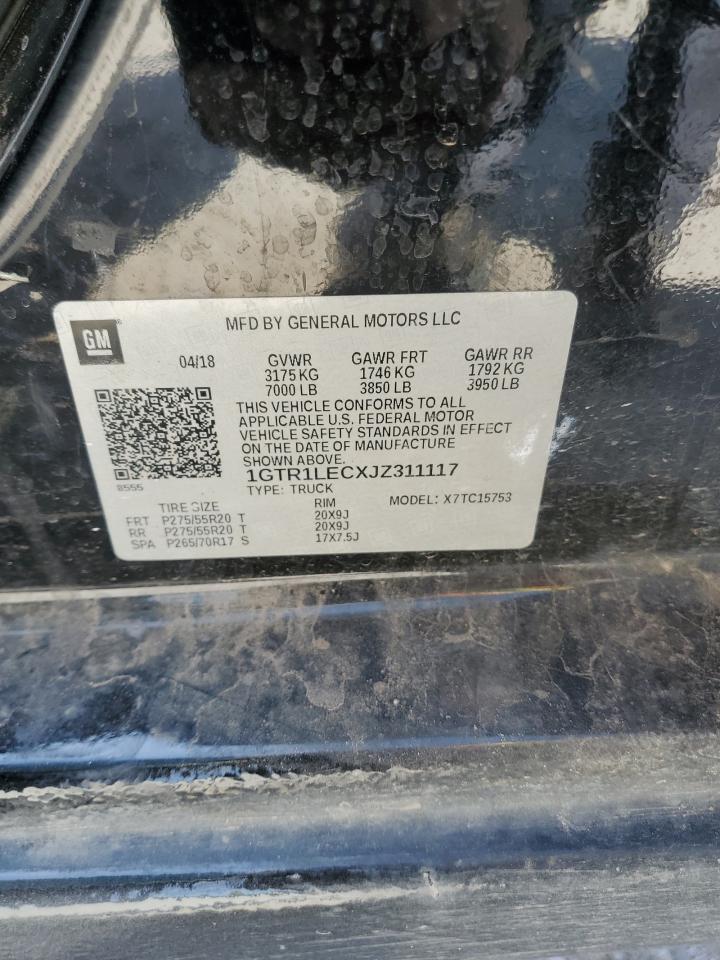 GM
MFD BY GENERAL MOTORS LLC
04/18 GVWR GAWR FRT GAWR RR
3175 KG 1746 KG 1792 KG
7000 LB 3850 LB 3950 LB
THIS VEHICLE CONFORMS TO ALL
APPLICABLE U.S. FEDERAL MOTOR
VEHICLE SAFETY STANDARDS IN EFFECT
ON THE DATE OF MANUFACTURE
SHOWN ABOVE.
8555
1GTR1LECXJZ311117
TYPE: TRUCK MODEL: X7TC15753
TIRE SIZE RIM
FRT P275/55R20 T 20X9J
RR P275/55R20 T 20X9J
SPA P265/70R17 S 17X7.5J